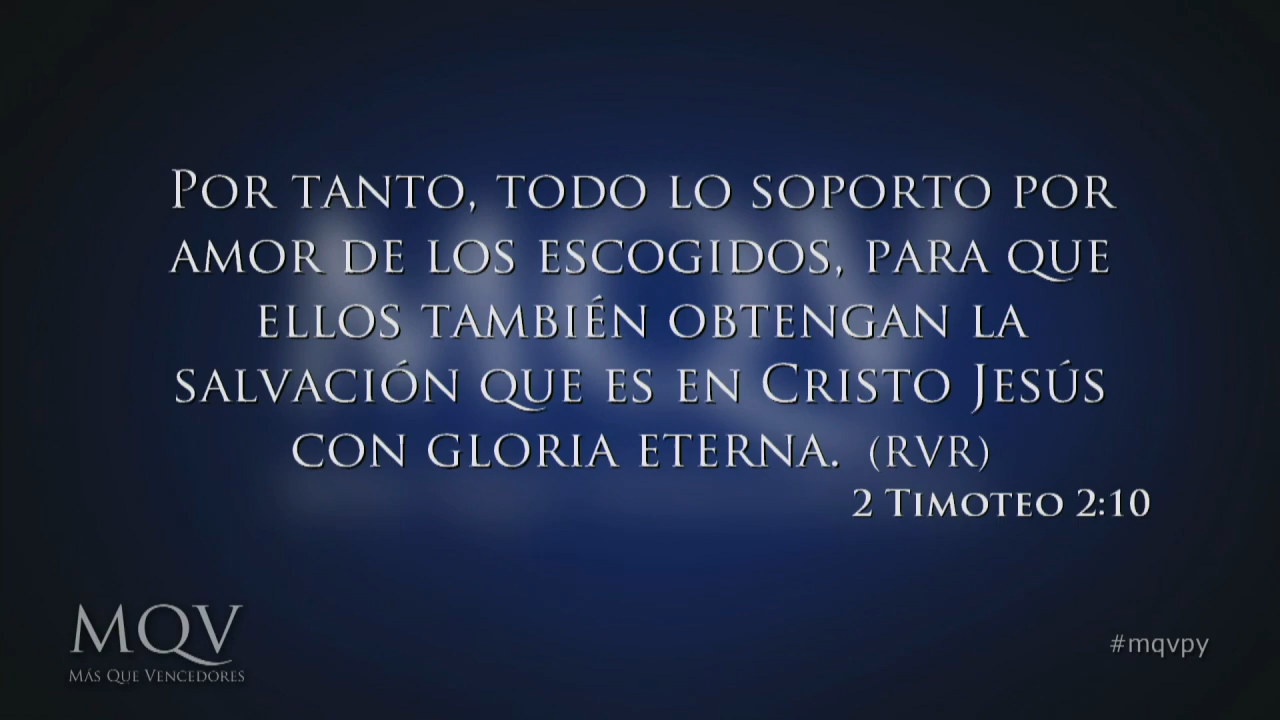 Por tanto, todo lo soporto por
amor de los escogidos, para que
ellos también obtengan la
salvación que es en Cristo Jesús
con gloria eterna. (RVR)
2 Timoteo 2:10
MQV
Más Que Vencedores
#mqvpy